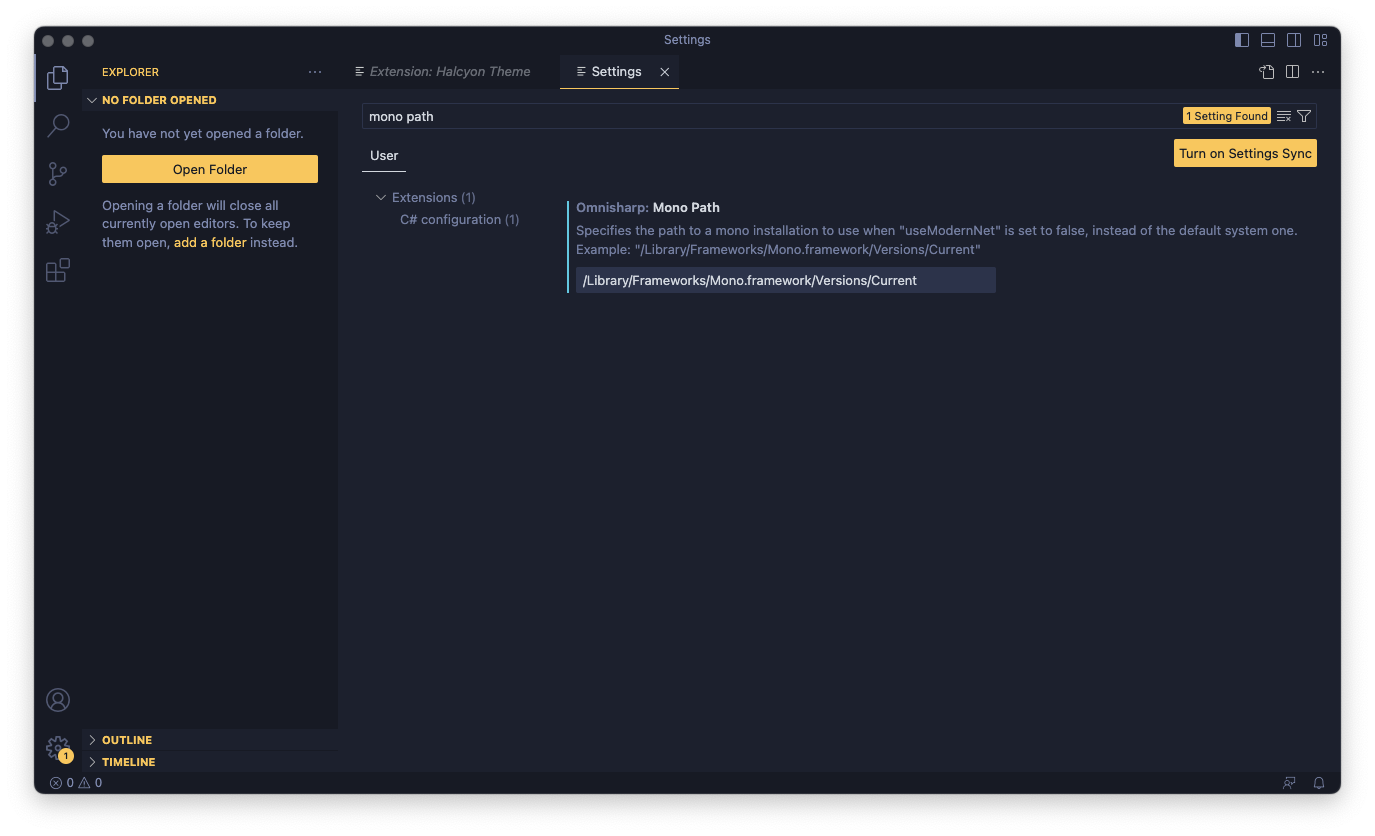 Settings
EXPLORER
Extension: Halcyon Theme
Settings
NO FOLDER OPENED
You have not yet opened a folder.
Open Folder
Opening a folder will close all
currently open editors. To keep
them open, add a folder instead.
mono path
1 Setting Found
User
Turn on Settings Sync
Extensions (1)
C# configuration (1)
Omnisharp: Mono Path
Specifies the path to a mono installation to use when "useModernNet" is set to false, instead of the default system one.
Example: "/Library/Frameworks/Mono.framework/Versions/Current"
/Library/Frameworks/Mono.framework/Versions/Current
1
OUTLINE
TIMELINE
0 0